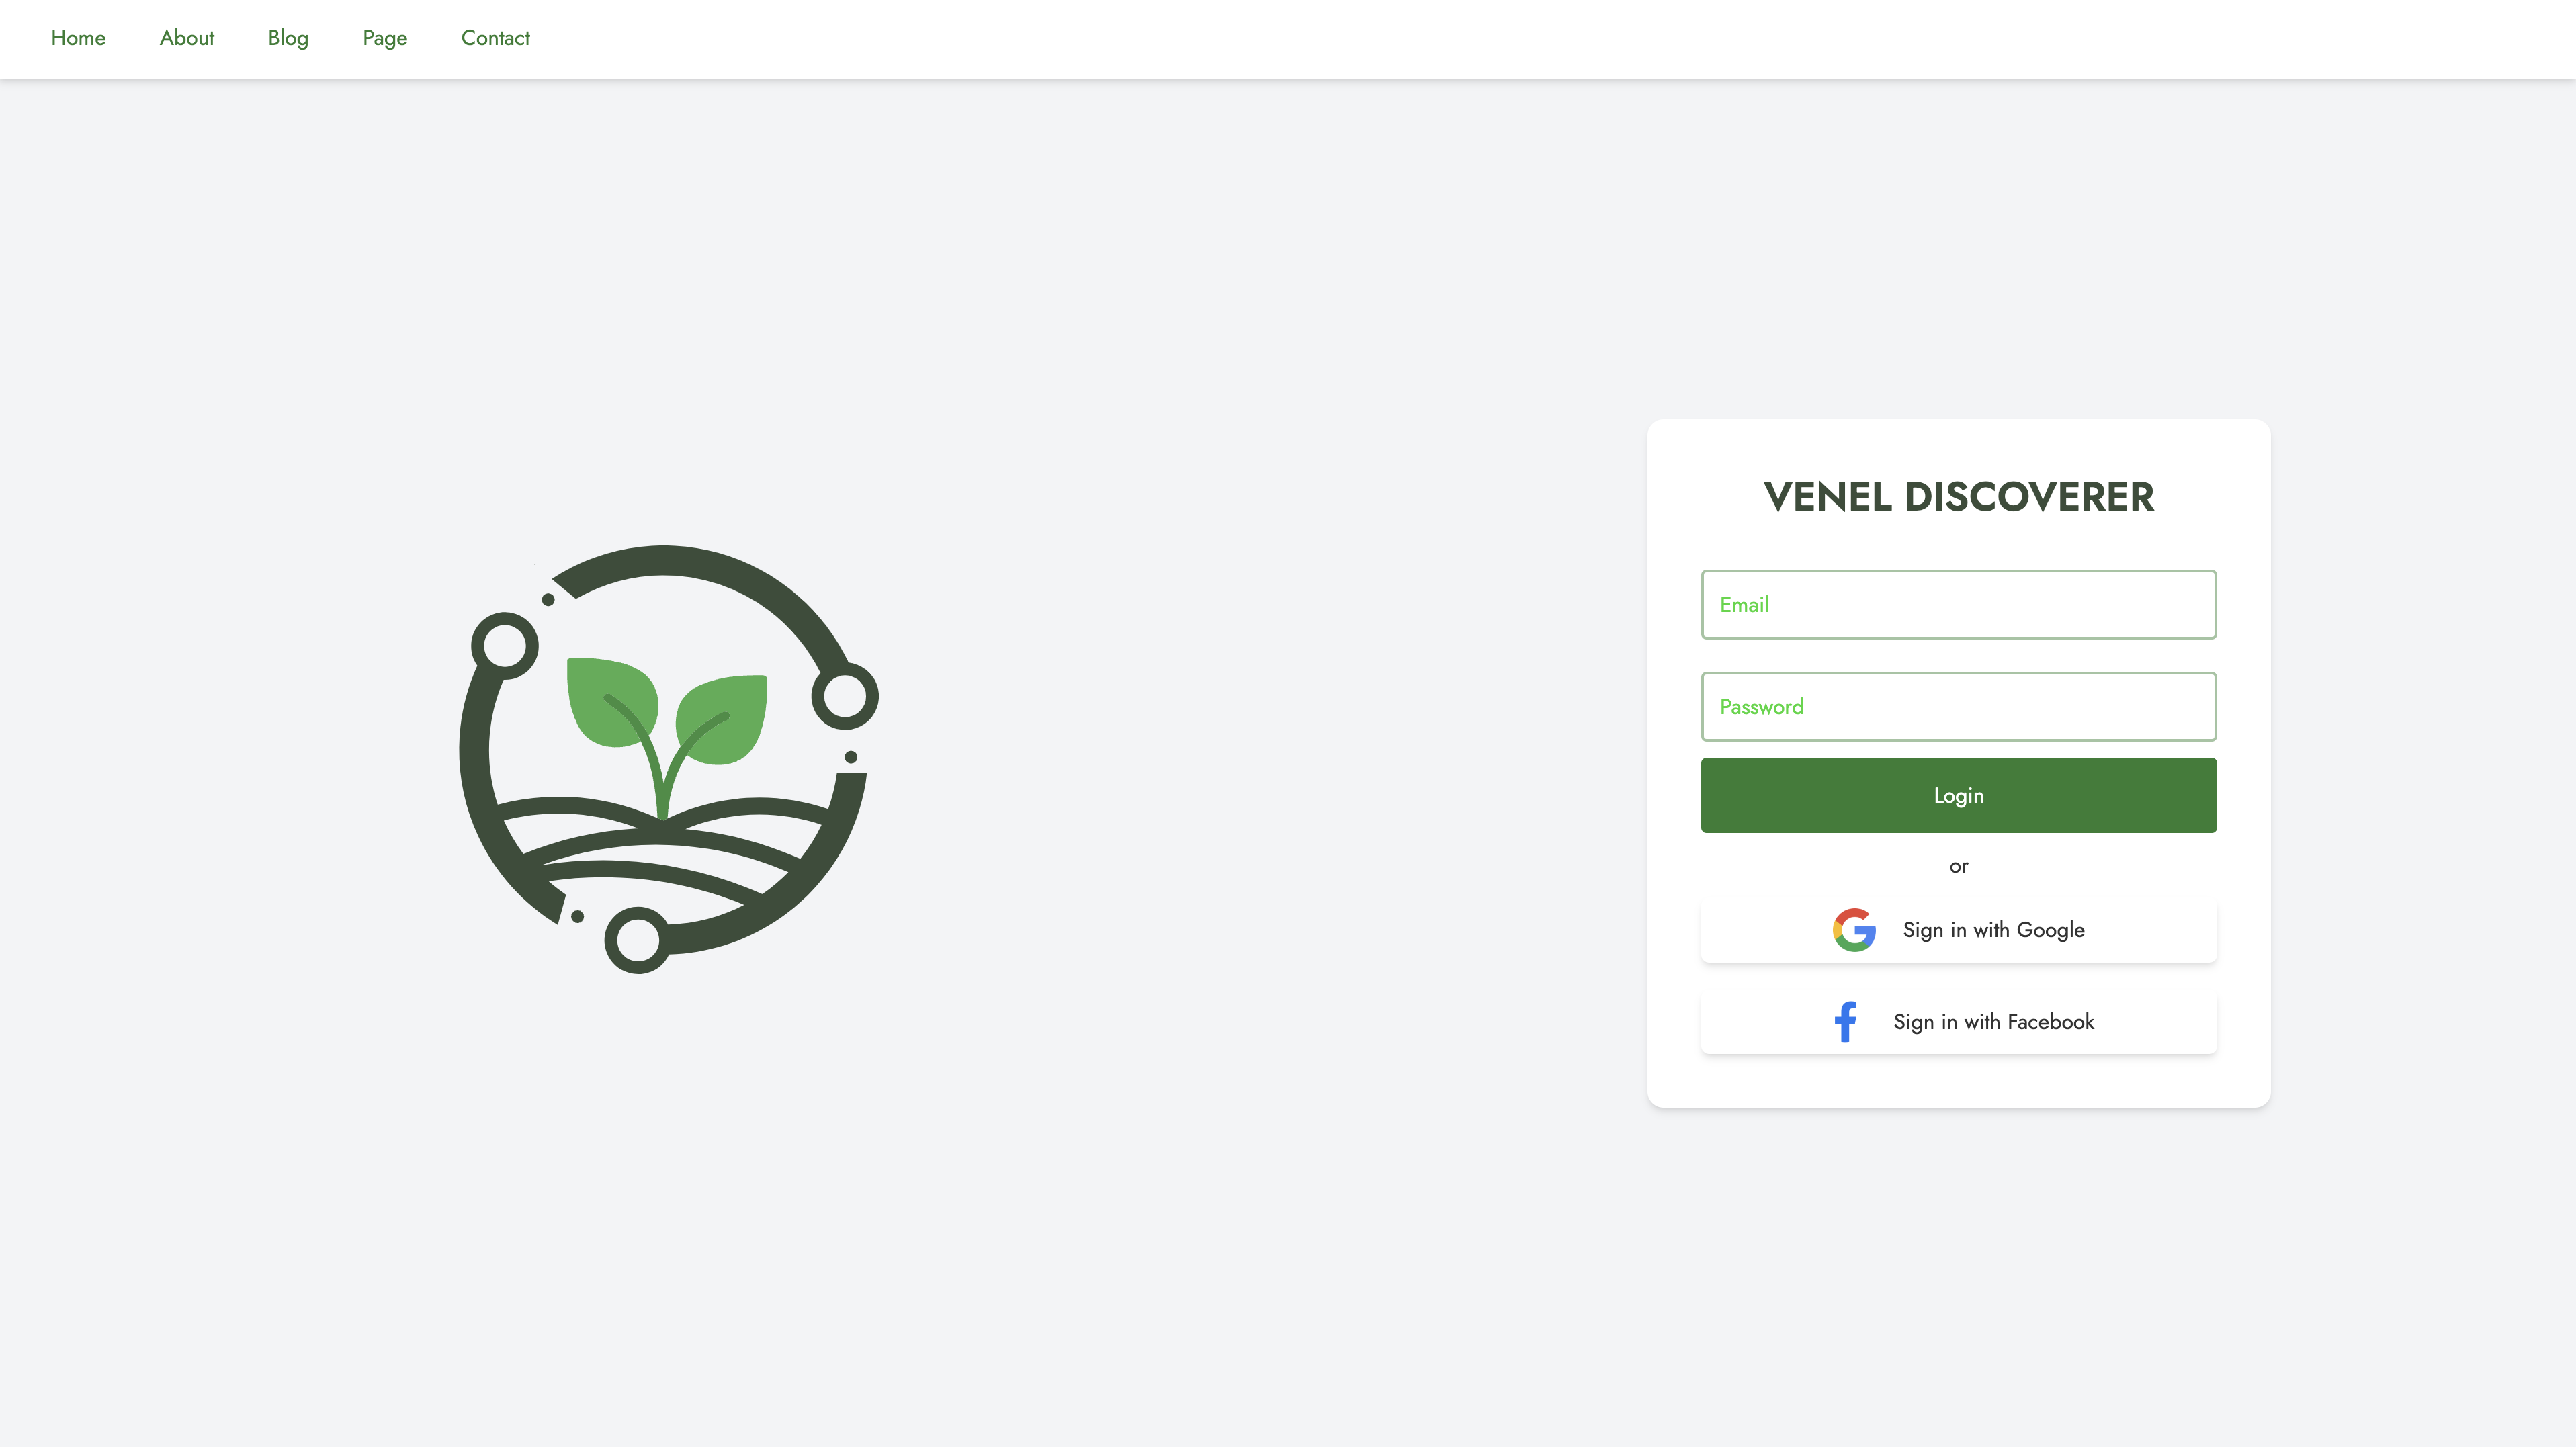 Home About Blog Page Contact
VENEL DISCOVERER
Email
Password
Login
or
Sign in with Google
Sign in with Facebook